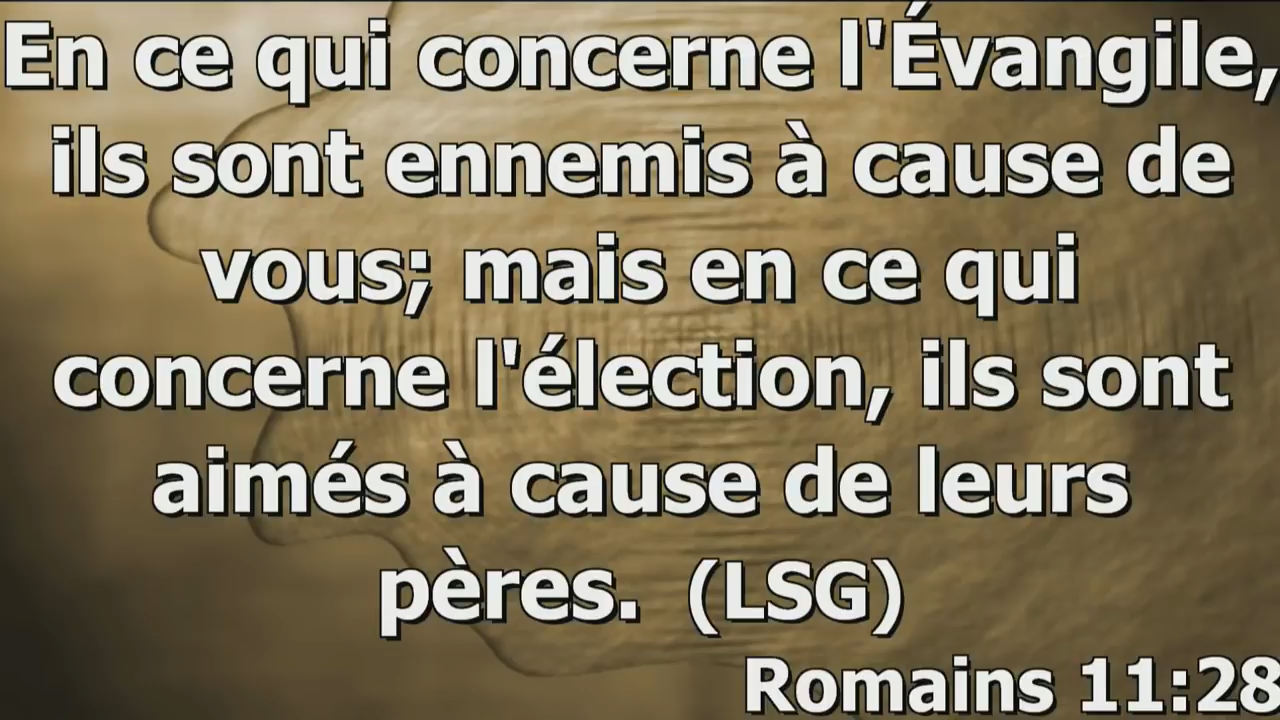 En ce qui concerne l'Évangile,
ils sont ennemis à cause de
vous; mais en ce qui
concerne l'élection, ils sont
aimés à cause de leurs
pères. (LSG)
Romains 11:28